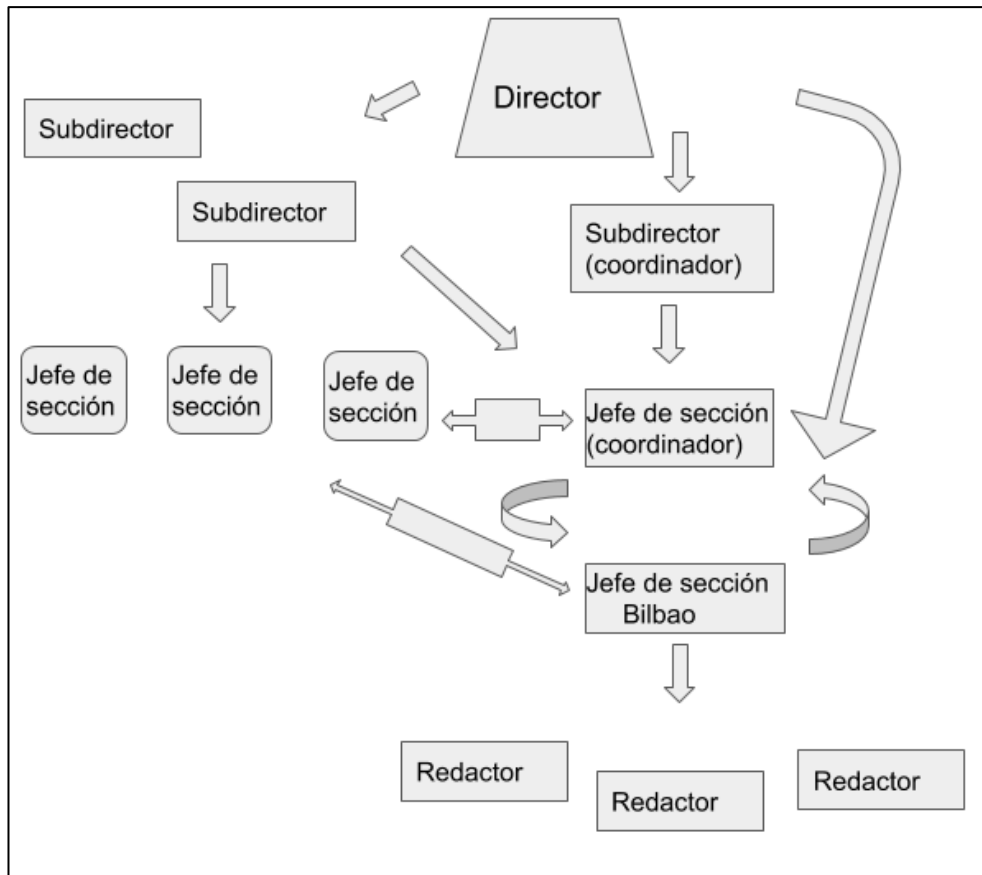 Director
Subdirector
Subdirector
Subdirector
(coordinador)
Jefe de
sección
Jefe de
sección
Jefe de
sección
Jefe de sección
(coordinador)
Jefe de sección
Bilbao
Redactor
Redactor
Redactor